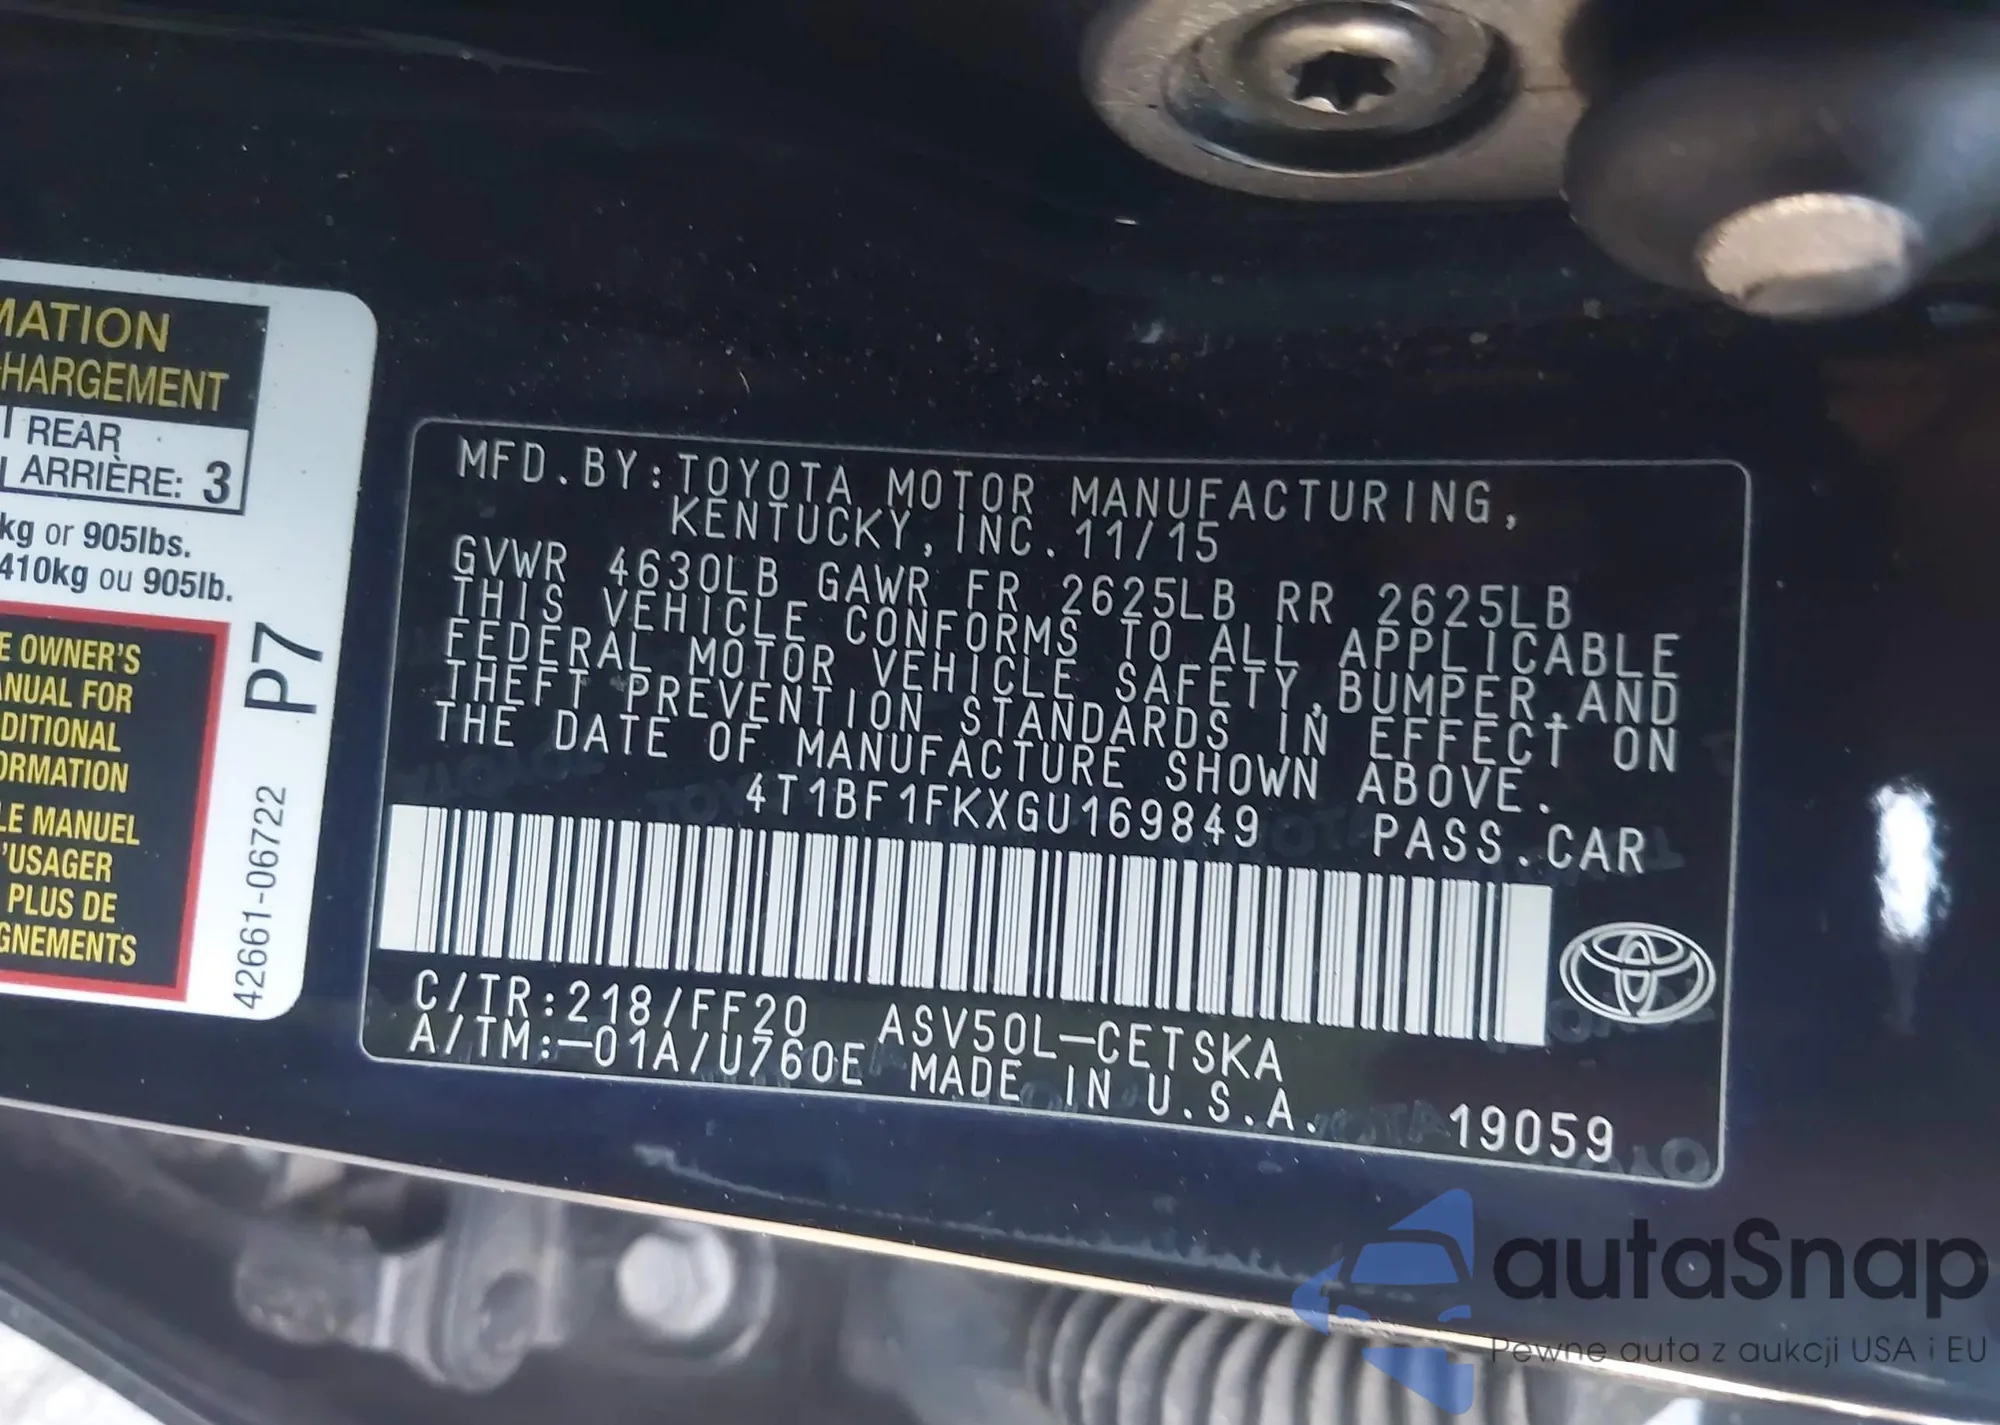 MATION
HARGEMENT
REAR
ARRIÈRE: 3
kg or 905lbs.
410kg ou 905lb.
E OWNER'S
ANUAL FOR
DITIONAL
ORMATION
LE MANUEL
'USAGER
PLUS DE
GNEMENTS
P7
42661-06722
MFD.BY:TOYOTA MOTOR MANUFACTURING,
KENTUCKY,INC.11/15
GVWR 4630LB GAWR FR 2625LB RR 2625LB
THIS VEHICLE CONFORMS TO ALL APPLICABLE
FEDERAL MOTOR VEHICLE SAFETY,BUMPER,AND
THEFT PREVENTION STANDARDS IN EFFECT ON
THE DATE OF MANUFACTURE SHOWN ABOVE.
4T1BF1FKXGU169849 PASS.CAR
C/TR:218/FF20 ASV50L-CETSKA
A/TM:-01A/U760E MADE IN U.S.A. 19059
autaSnap
Pewne auta z aukcji USA i EU